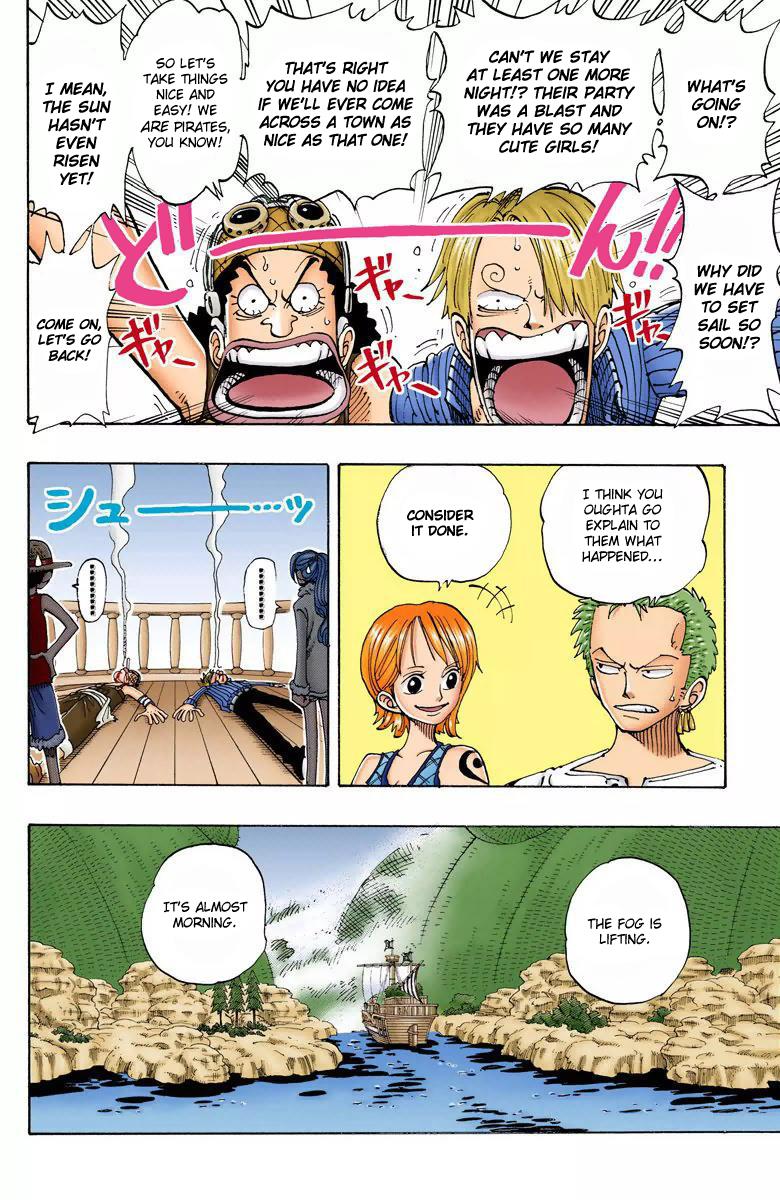 WHAT'S
GOING
ON!?
WHY DID
WE HAVE
TO SET
SAIL SO
SOON!?
CAN'T WE STAY
AT LEAST ONE MORE
NIGHT!? THEIR PARTY
WAS A BLAST AND
THEY HAVE SO MANY
CUTE GIRLS!
THAT'S RIGHT
YOU HAVE NO IDEA
IF WE'LL EVER COME
ACROSS A TOWN AS
NICE AS THAT ONE!
SO LET'S
TAKE THINGS
NICE AND
EASY! WE
ARE PIRATES,
YOU KNOW!
I MEAN,
THE SUN
HASN'T
EVEN
RISEN
YET!
COME ON,
LET'S GO
BACK!
どーん!!
ギャー、
ギャー、
ギャー、
ギャー、
I THINK YOU
OUGHTA GO
EXPLAIN TO
THEM WHAT
HAPPENED...
CONSIDER
IT DONE.
シュー…ッ
.........
.........
THE FOG IS
LIFTING.
IT'S ALMOST
MORNING.